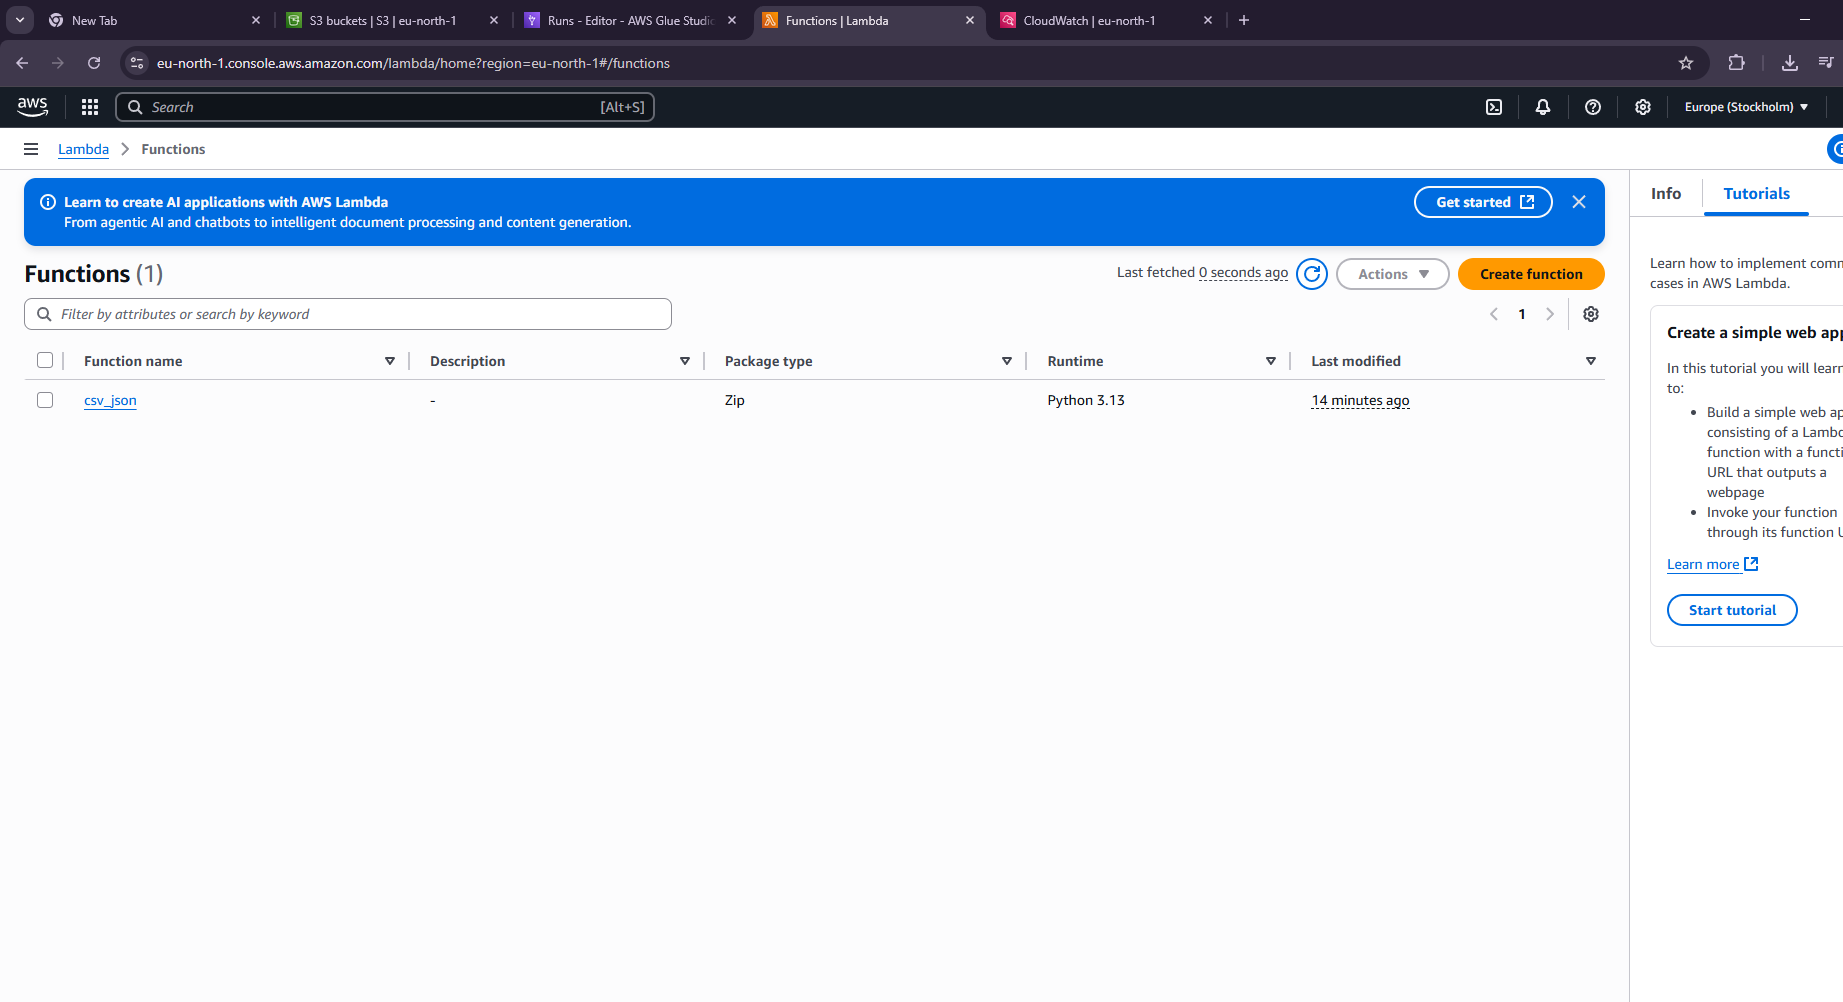 New Tab
S3 buckets | S3 | eu-north-1
Runs - Editor - AWS Glue Studio
Functions | Lambda
CloudWatch | eu-north-1
eu-north-1.console.aws.amazon.com/lambda/home?region=eu-north-1#/functions
aws
Search
[Alt+S]
Europe (Stockholm)
Lambda
Functions
Learn to create AI applications with AWS Lambda
From agentic AI and chatbots to intelligent document processing and content generation.
Get started
Functions (1)
Last fetched 0 seconds ago
Actions
Create function
Filter by attributes or search by keyword
1
Function name
Description
Package type
Runtime
Last modified
csv_json
-
Zip
Python 3.13
14 minutes ago
Info
Tutorials
Learn how to implement comm
cases in AWS Lambda.
Create a simple web app
In this tutorial you will learn
to:
• Build a simple web ap
consisting of a Lambd
function with a functi
URL that outputs a
webpage
• Invoke your function
through its function U
Learn more
Start tutorial